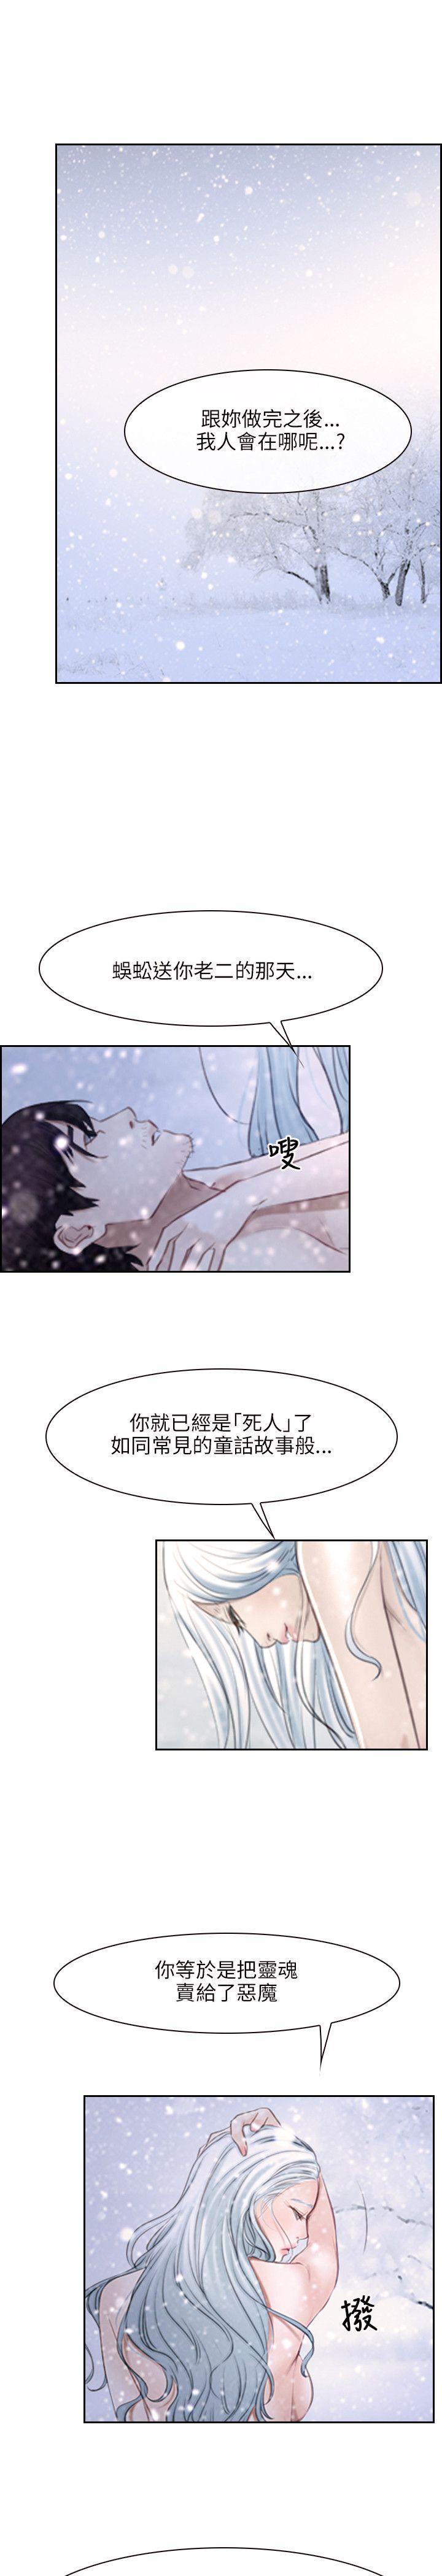 跟妳做完之後...
我人會在哪呢...?
蜈蚣送你老二的那天...
嗖
你就已經是「死人」了
如同常見的童話故事般...
你等於是把靈魂
賣給了惡魔
撥